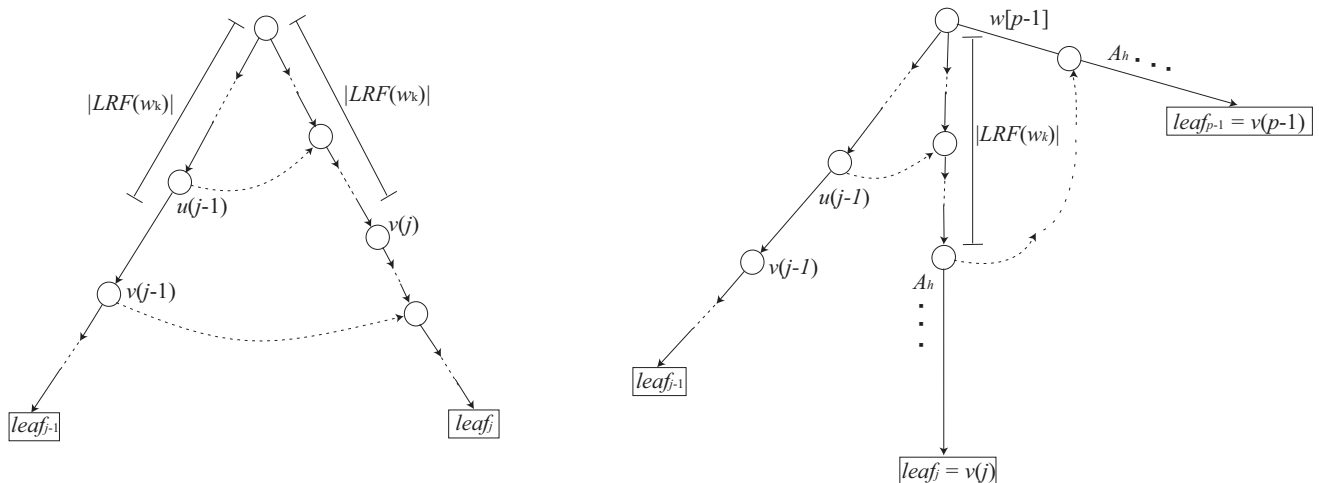 |LRF(wk)|
|LRF(wk)|
u(j-1)
v(j)
v(j-1)
leafj-1
leafj
w[p-1]
Ah . . .
leafp-1 = v(p-1)
|LRF(wk)|
u(j-1)
v(j-1)
Ah
.
.
.
leafj-1
leafj = v(j)